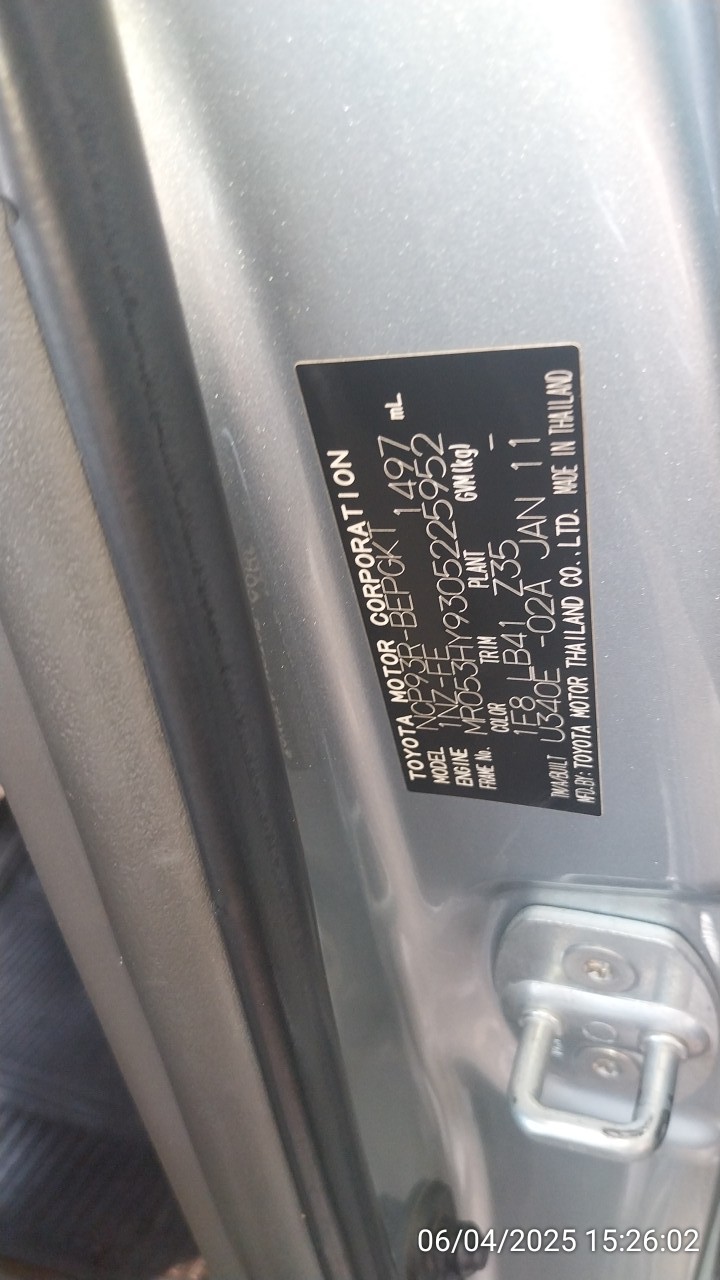 TOYOTA MOTOR CORPORATION
MODEL NCP93R-BEPGKT 1497 mL
ENGINE 1NZ-FE
FRAME No. MR053HY9305225952
COLOR TRIM PLANT GVM(kg)
1E8 LB41 Z35 —
TM/A/BUILT U340E -02A JAN 11
MFD.BY:TOYOTA MOTOR THAILAND CO.,LTD. MADE IN THAILAND
06/04/2025 15:26:02